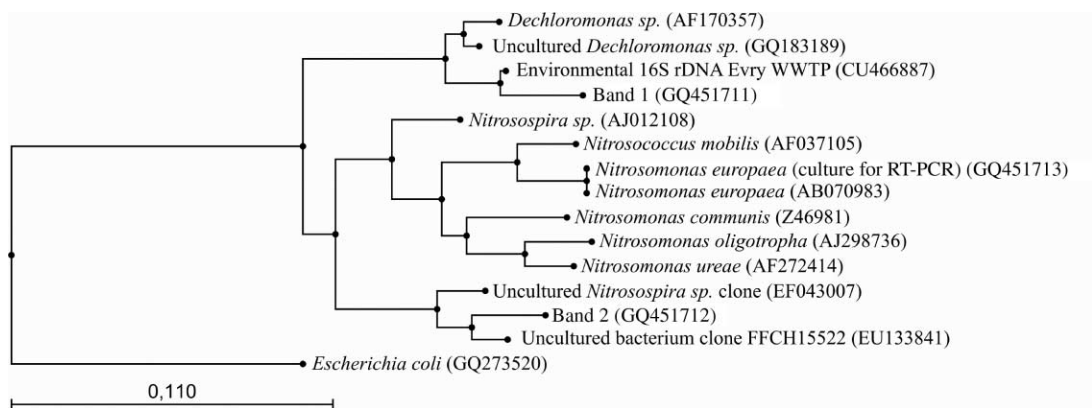 Dechloromonas sp. (AF170357)
Uncultured Dechloromonas sp. (GQ183189)
Environmental 16S rDNA Evry WWTP (CU466887)
Band 1 (GQ451711)
Nitrosospira sp. (AJ012108)
Nitrosococcus mobilis (AF037105)
Nitrosomonas europaea (culture for RT-PCR) (GQ451713)
Nitrosomonas europaea (AB070983)
Nitrosomonas communis (Z46981)
Nitrosomonas oligotropha (AJ298736)
Nitrosomonas ureae (AF272414)
Uncultured Nitrosospira sp. clone (EF043007)
Band 2 (GQ451712)
Uncultured bacterium clone FFCH15522 (EU133841)
Escherichia coli (GQ273520)
0,110